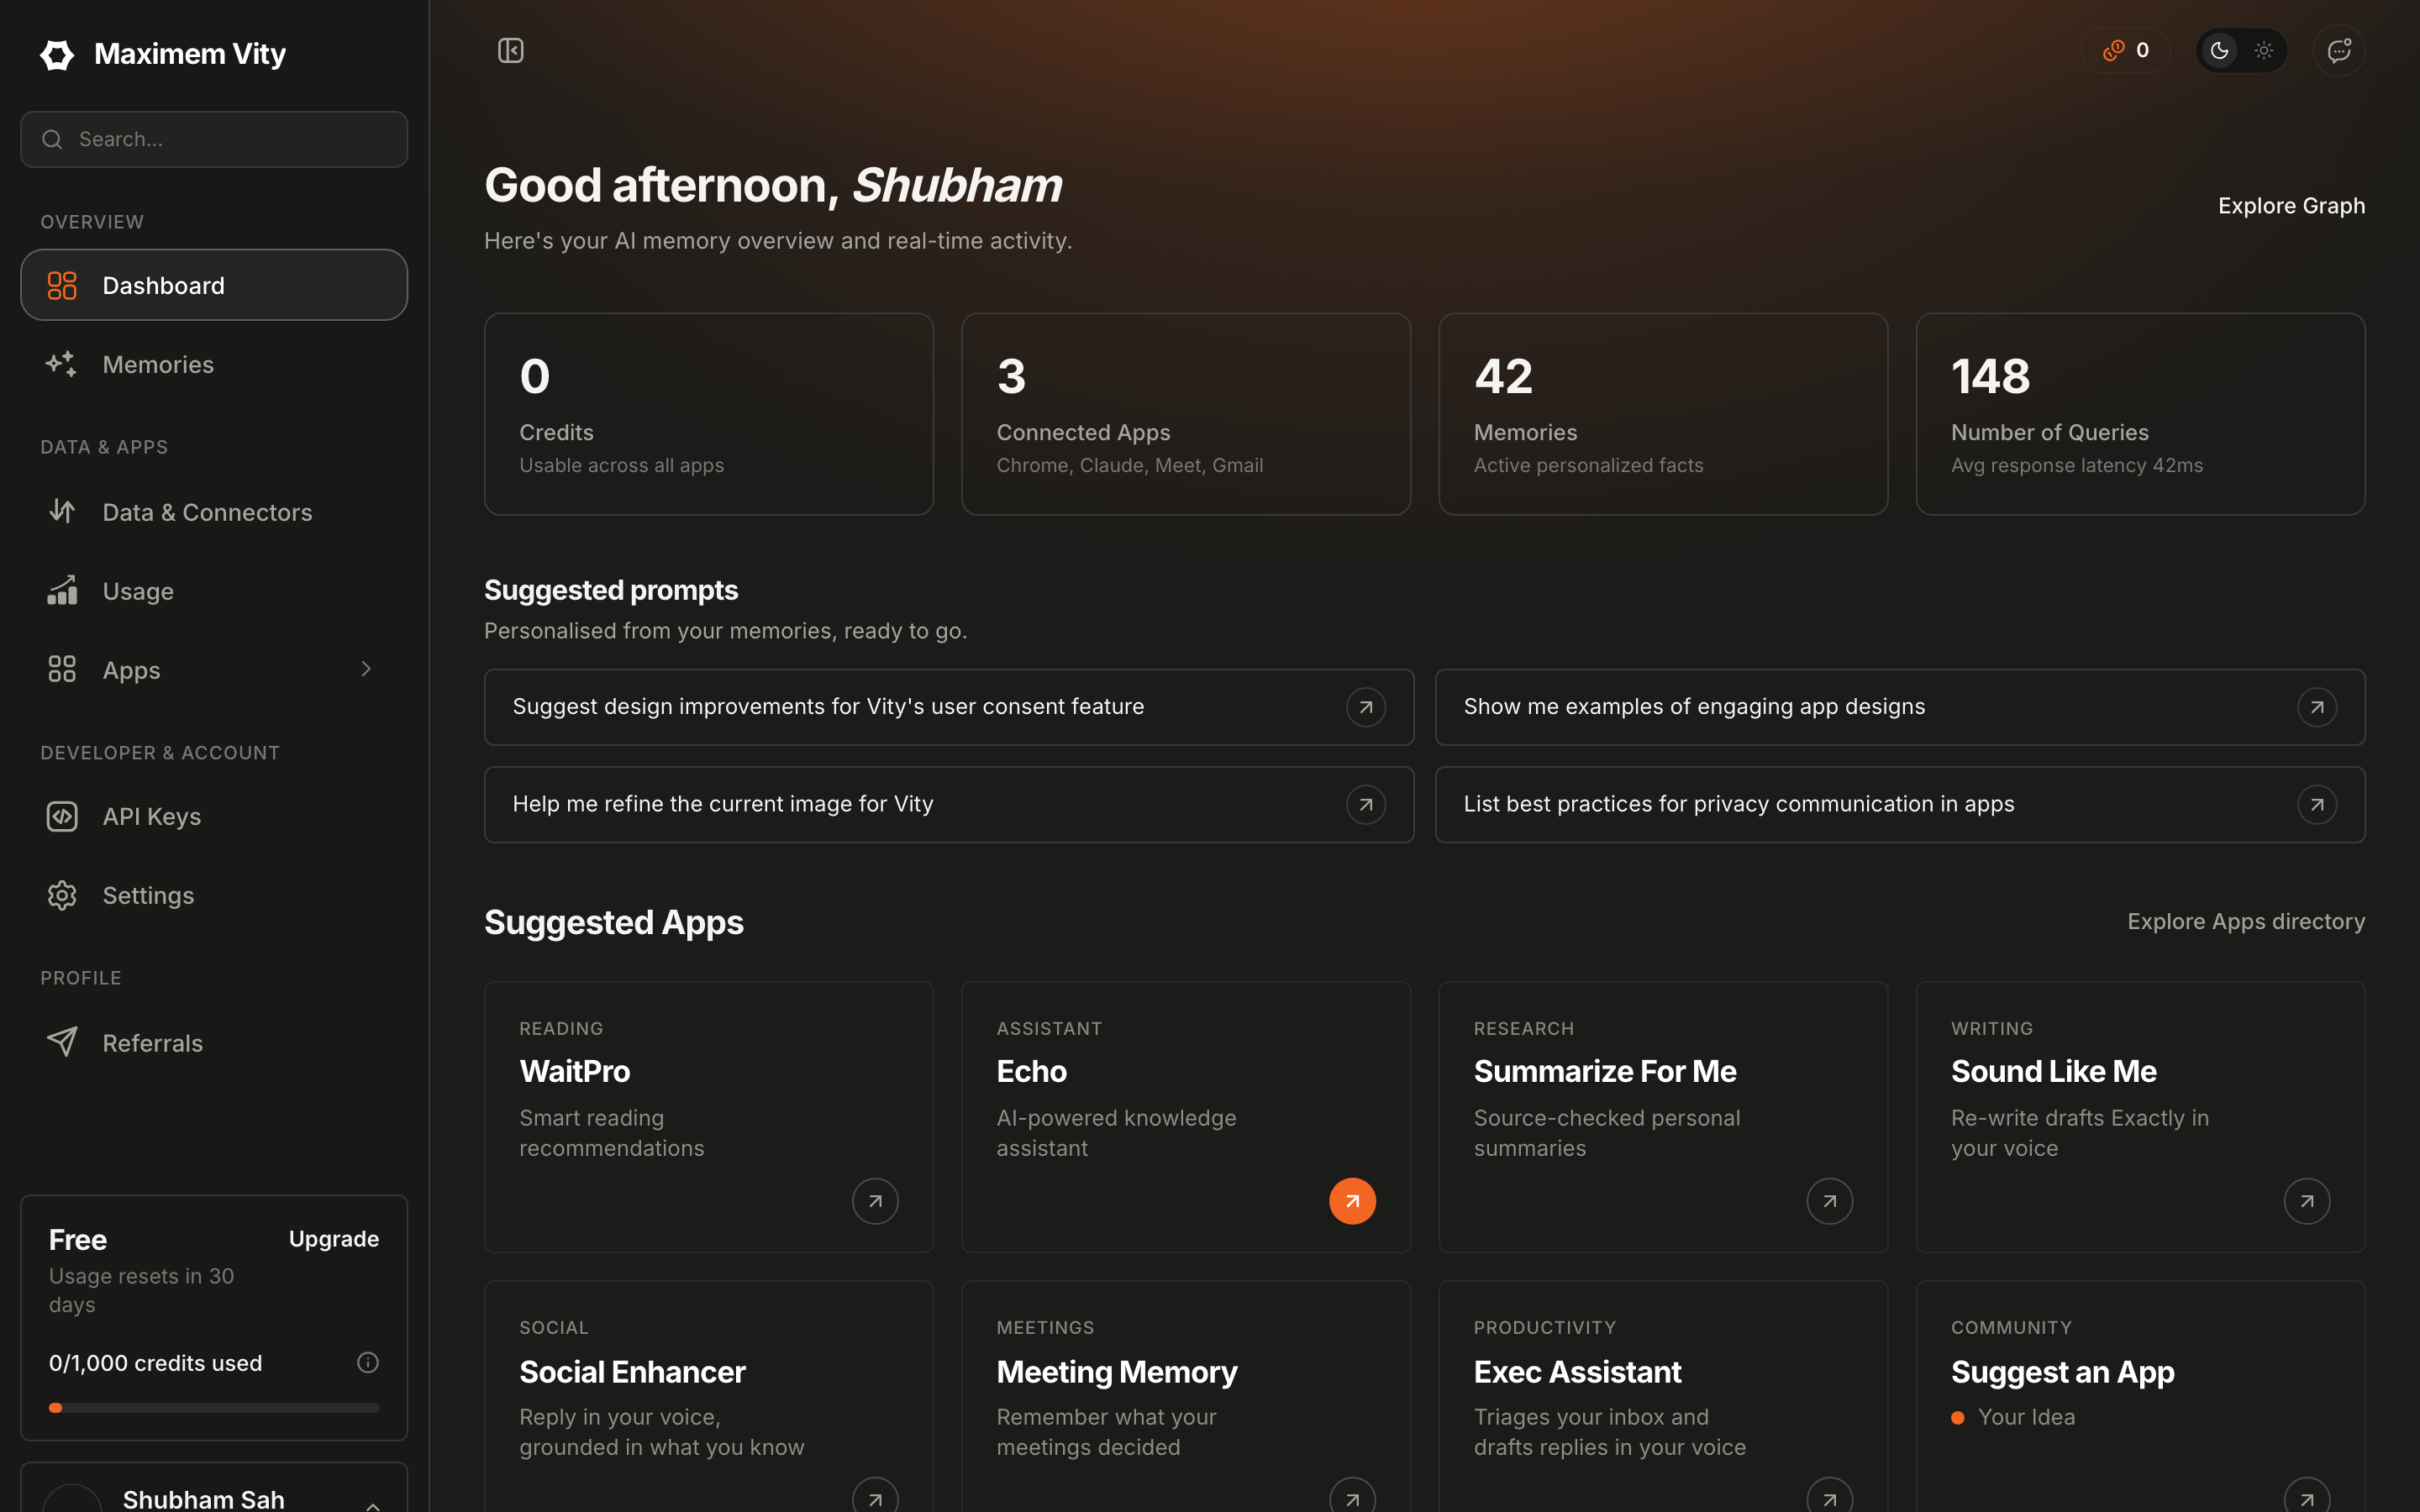 Maximem Vity
Search...
OVERVIEW
Dashboard
Memories
DATA & APPS
Data & Connectors
Usage
Apps
DEVELOPER & ACCOUNT
API Keys
Settings
PROFILE
Referrals
Free
Upgrade
Usage resets in 30
days
0/1,000 credits used
Shubham Sah
0
Good afternoon, Shubham
Here's your AI memory overview and real-time activity.
Explore Graph
0
Credits
Usable across all apps
3
Connected Apps
Chrome, Claude, Meet, Gmail
42
Memories
Active personalized facts
148
Number of Queries
Avg response latency 42ms
Suggested prompts
Personalised from your memories, ready to go.
Suggest design improvements for Vity's user consent feature
Show me examples of engaging app designs
Help me refine the current image for Vity
List best practices for privacy communication in apps
Suggested Apps
Explore Apps directory
READING
WaitPro
Smart reading
recommendations
ASSISTANT
Echo
AI-powered knowledge
assistant
RESEARCH
Summarize For Me
Source-checked personal
summaries
WRITING
Sound Like Me
Re-write drafts Exactly in
your voice
SOCIAL
Social Enhancer
Reply in your voice,
grounded in what you know
MEETINGS
Meeting Memory
Remember what your
meetings decided
PRODUCTIVITY
Exec Assistant
Triages your inbox and
drafts replies in your voice
COMMUNITY
Suggest an App
Your Idea